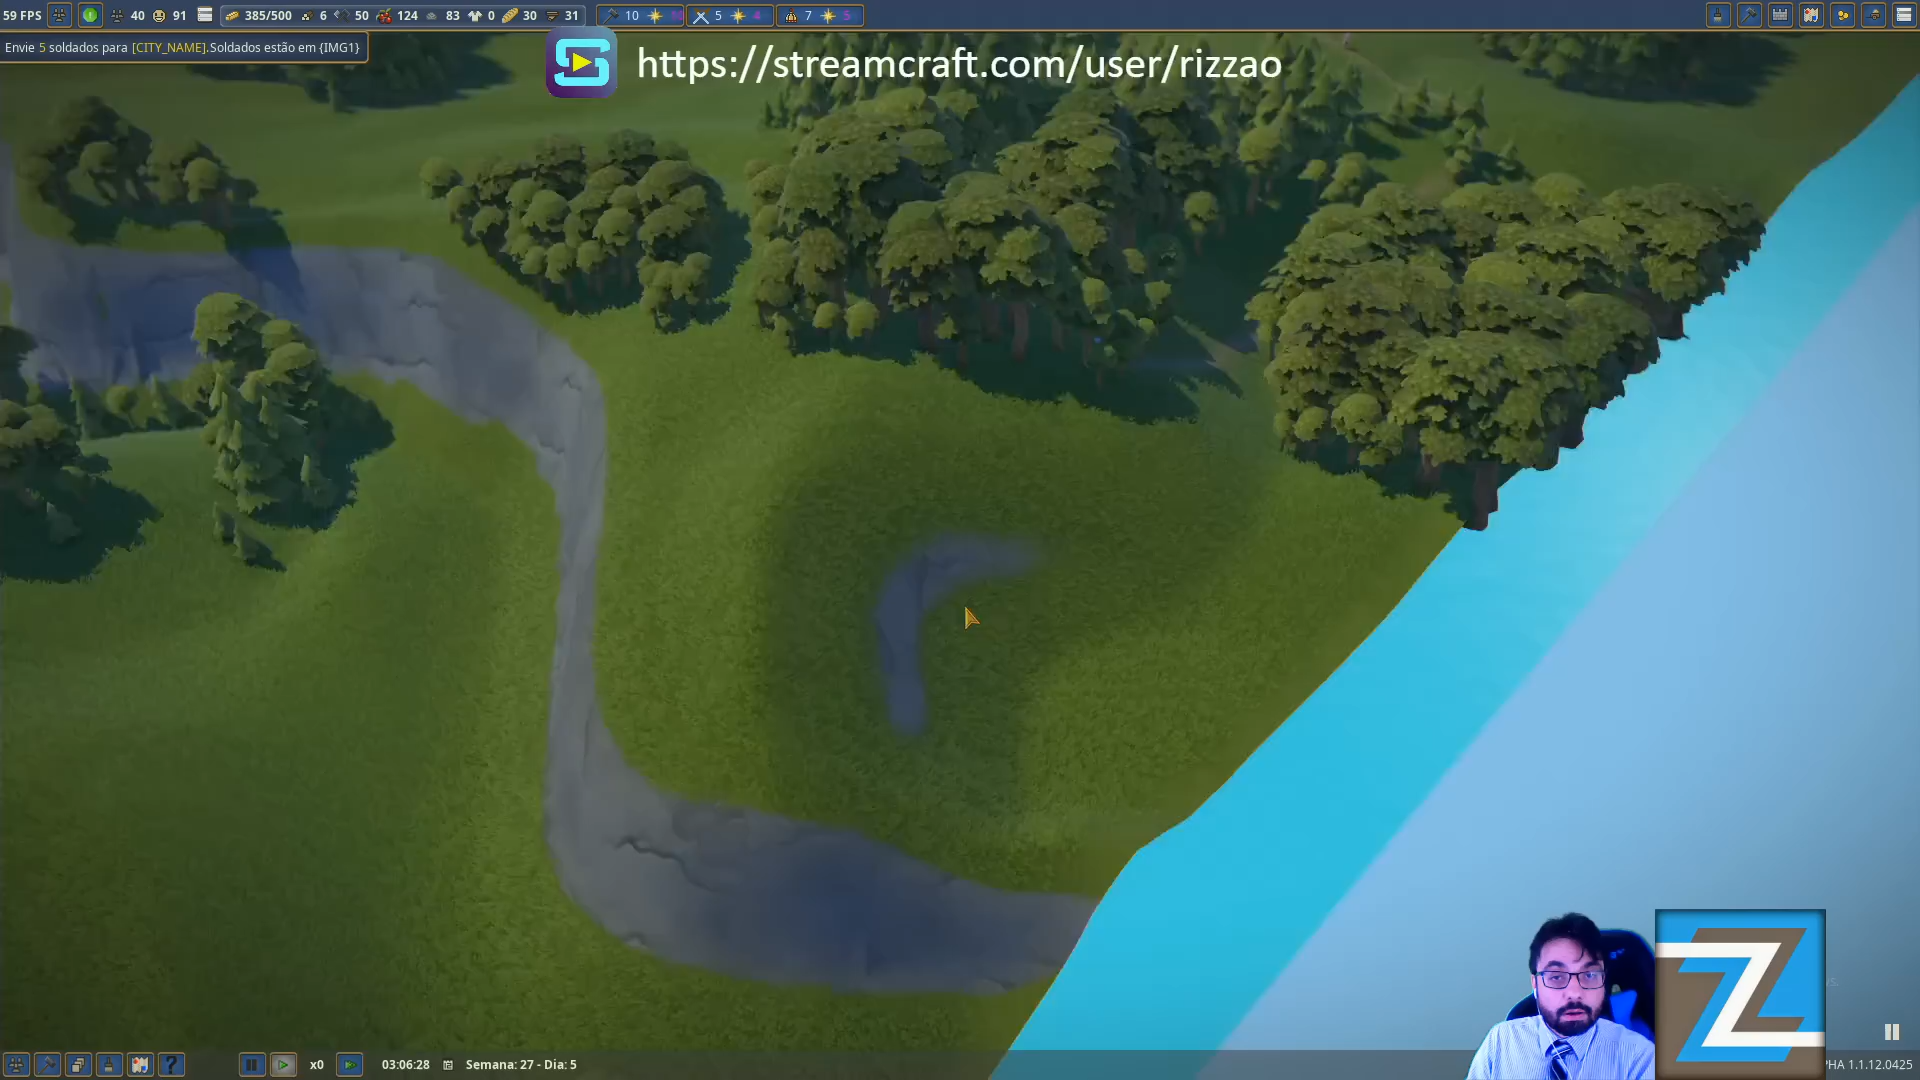 59 FPS 40 91 385/500 6 50 124 83 0 30 31 10 5 4 7 5
Envie 5 soldados para [CITY_NAME].Soldados estão em {IMG1}
https://streamcraft.com/user/rizzao
x0 03:06:28 Semana: 27 - Dia: 5
1.1.12.0425